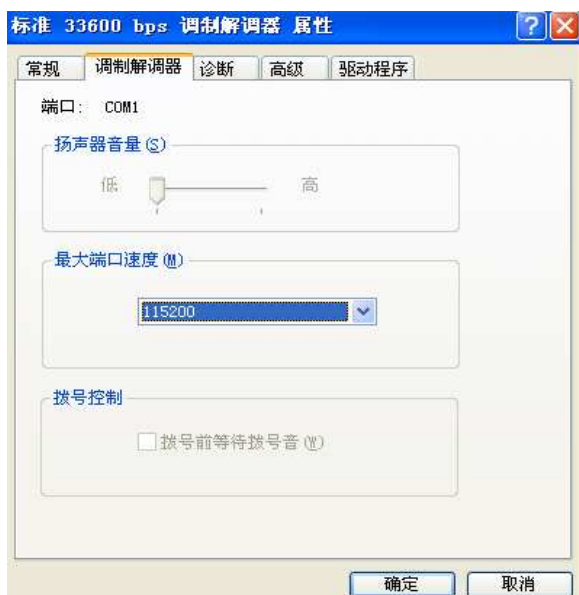 标准 33600 bps 调制解调器 属性
常规 调制解调器 诊断 高级 驱动程序
端口： COM1
扬声器音量(S)
低 高
最大端口速度(M)
115200
拨号控制
拨号前等待拨号音(W)
确定 取消